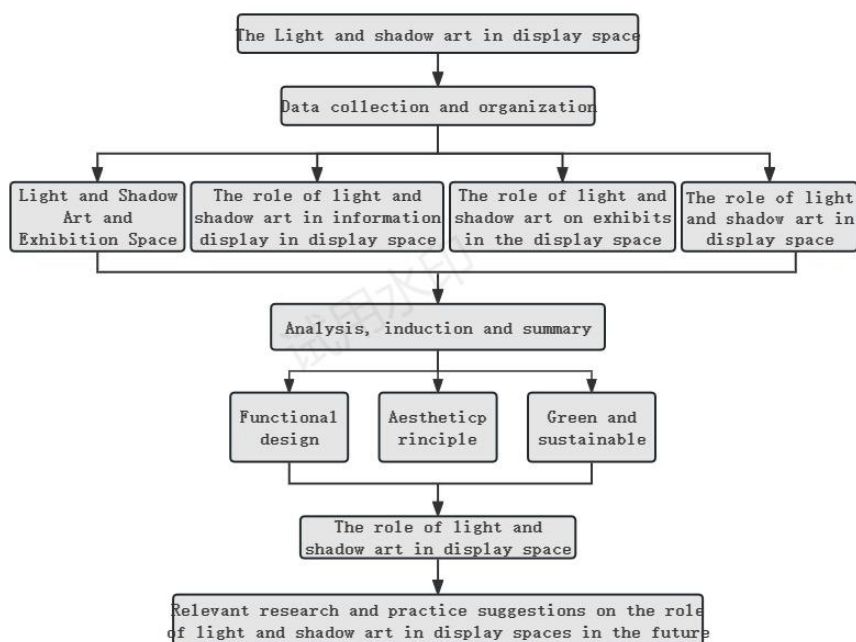 The Light and shadow art in display space
Data collection and organization
Light and Shadow
Art and
Exhibition Space
The role of light and
shadow art in information
display in display space
The role of light and
shadow art on exhibits
in the display space
The role of light
and shadow art in
display space
试用水印
Analysis, induction and summary
Functional
design
Aestheticp
rinciple
Green and
sustainable
The role of light and
shadow art in display space
Relevant research and practice suggestions on the role
of light and shadow art in display spaces in the future